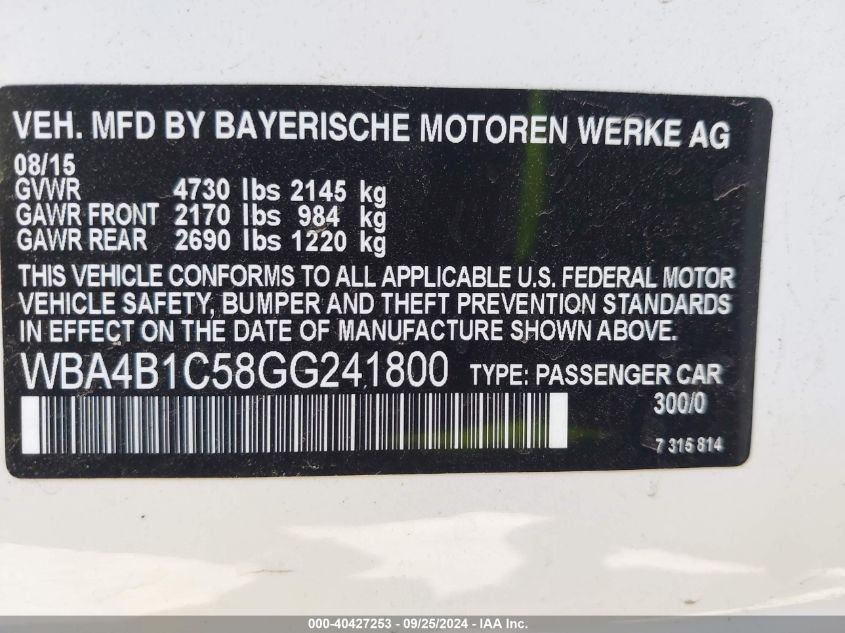 VEH. MFD BY BAYERISCHE MOTOREN WERKE AG
08/15
GVWR 4730 lbs 2145 kg
GAWR FRONT 2170 lbs 984 kg
GAWR REAR 2690 lbs 1220 kg
THIS VEHICLE CONFORMS TO ALL APPLICABLE U.S. FEDERAL MOTOR
VEHICLE SAFETY, BUMPER AND THEFT PREVENTION STANDARDS
IN EFFECT ON THE DATE OF MANUFACTURE SHOWN ABOVE.
WBA4B1C58GG241800 TYPE: PASSENGER CAR
300/0
7 315 814
000-40427253 | 09/25/2024 - IAA Inc.